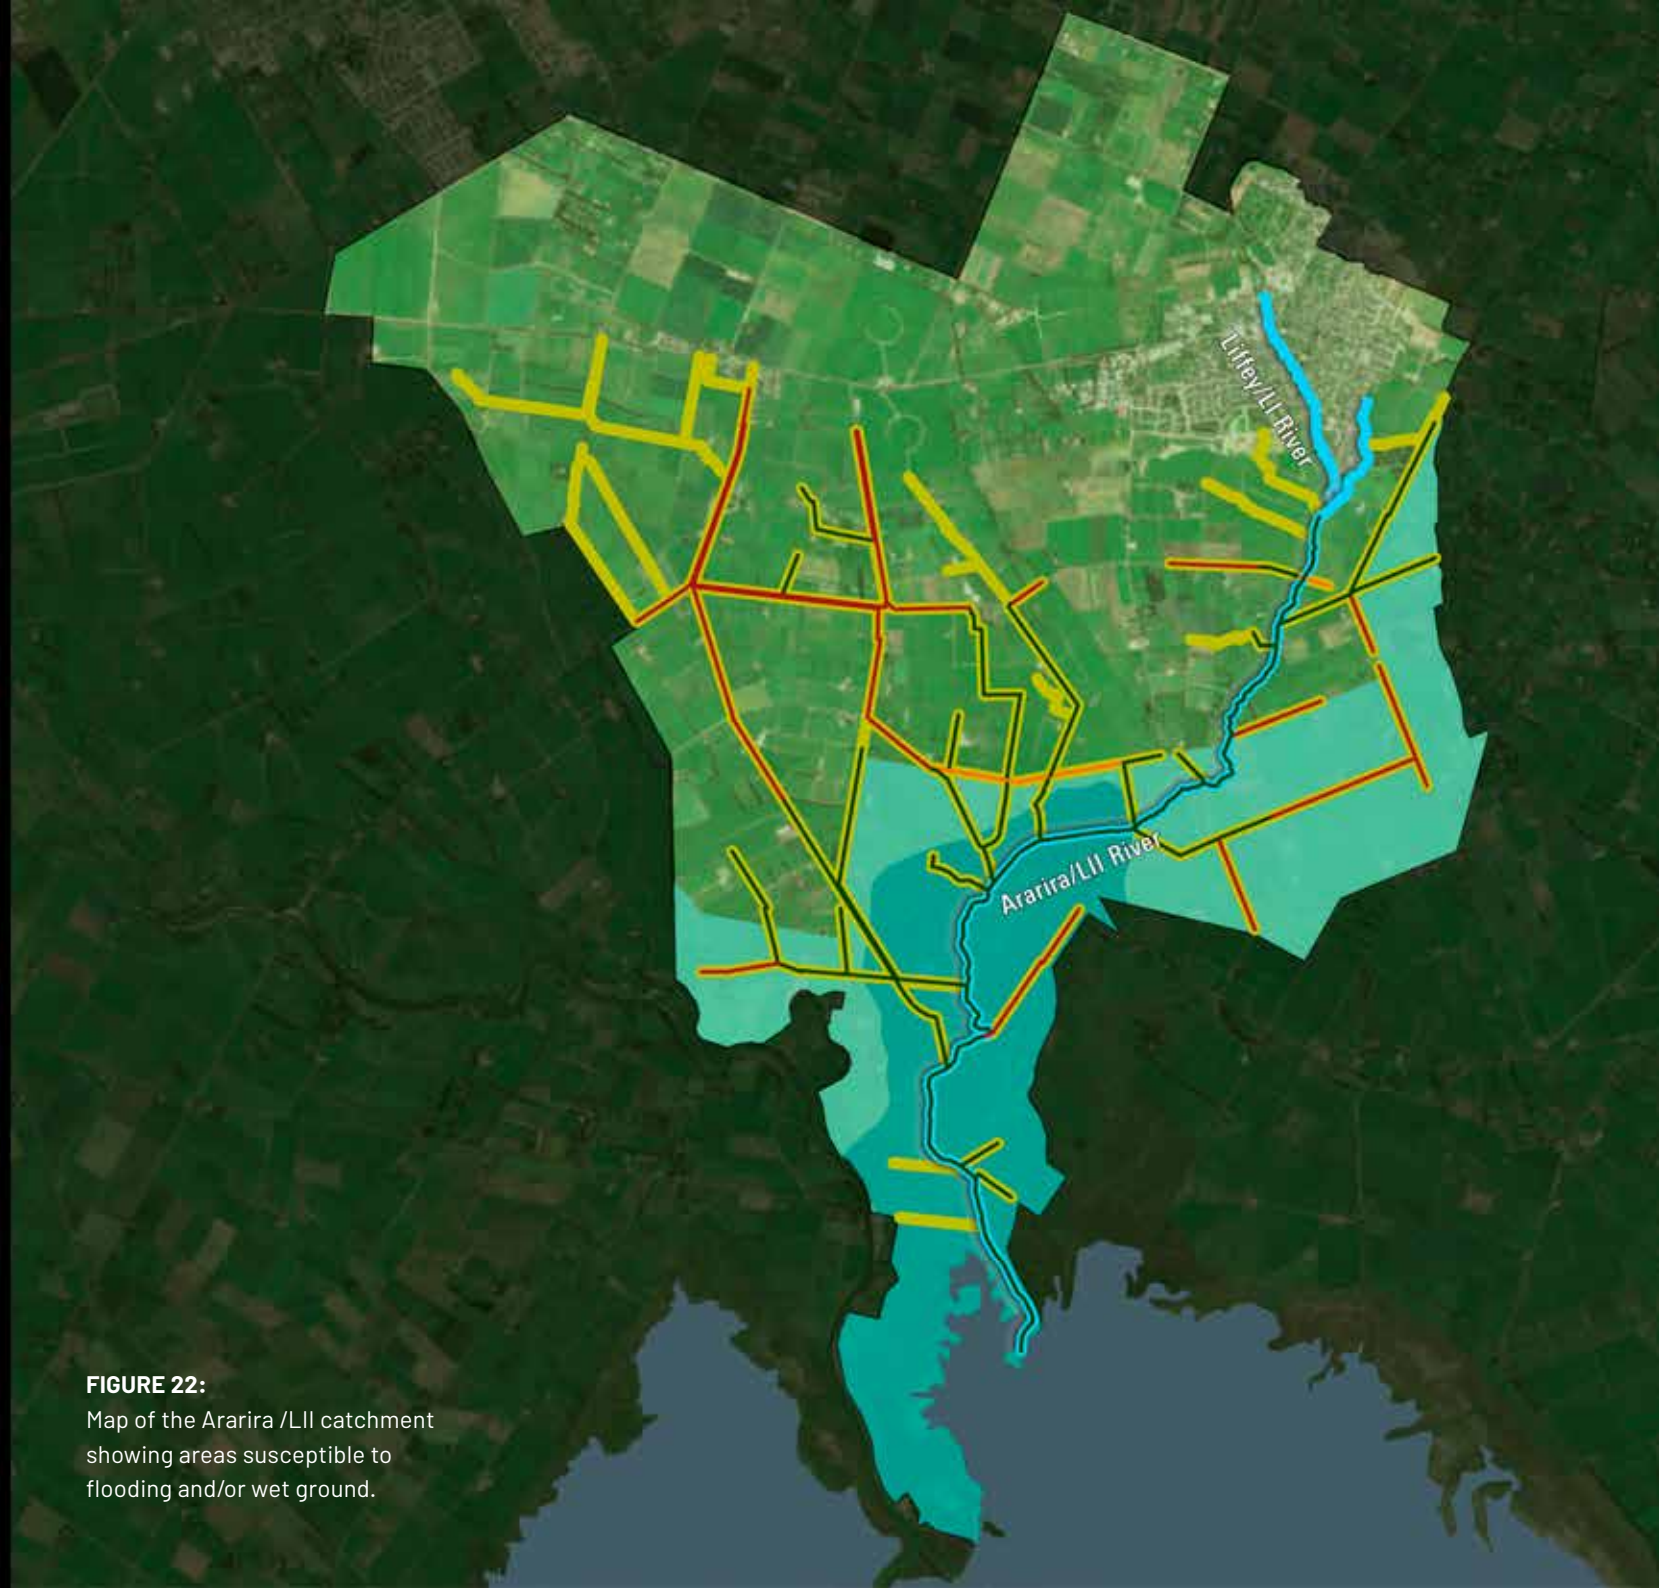 Liffey/LI River
Ararira/LII River
FIGURE 22:
Map of the Ararira /LII catchment
showing areas susceptible to
flooding and/or wet ground.